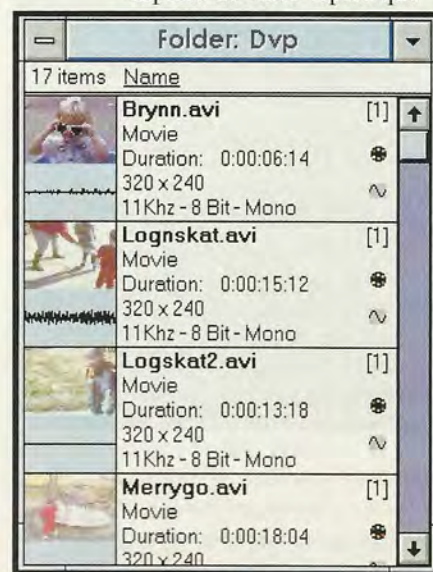 Folder: Dvp
17 items Name
Brynn.avi [1]
Movie
Duration: 0:00:06:14
320 x 240
11Khz - 8 Bit - Mono
Lognskat.avi [1]
Movie
Duration: 0:00:15:12
320 x 240
11Khz - 8 Bit - Mono
Logskat2.avi [1]
Movie
Duration: 0:00:13:18
320 x 240
11Khz - 8 Bit - Mono
Merrygo.avi [1]
Movie
Duration: 0:00:18:04
320 x 240